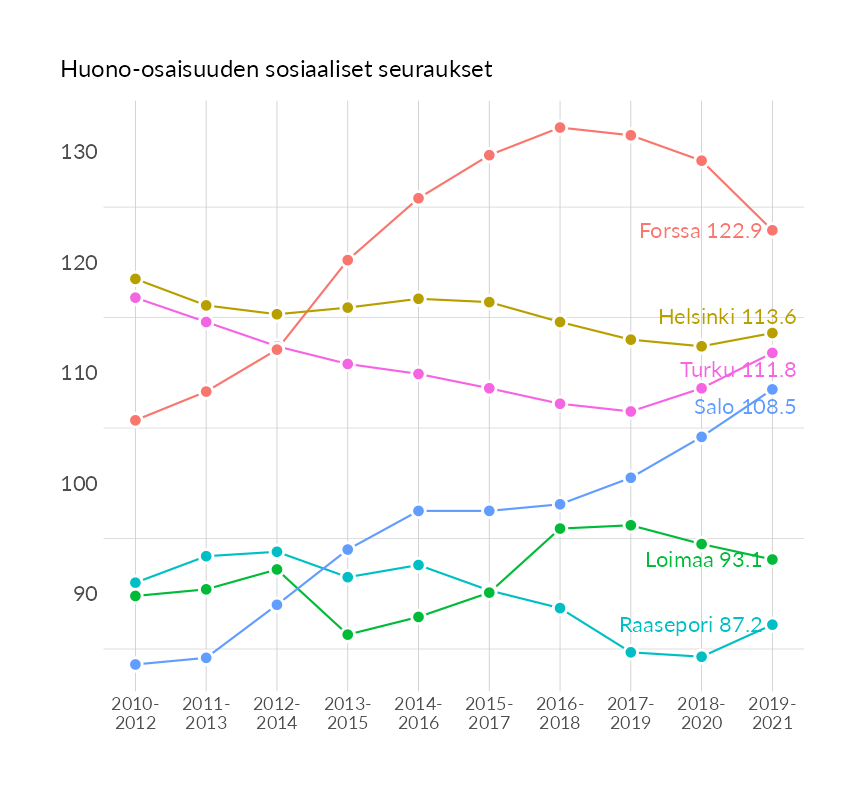 Huono-osaisuuden sosiaaliset seuraukset
130
120
110
100
90
Forssa 122.9
Helsinki 113.6
Turku 111.8
Salo 108.5
Loimaa 93.1
Raasepori 87.2
2010- 2011- 2012- 2013- 2014- 2015- 2016- 2017- 2018- 2019-
2012 2013 2014 2015 2016 2017 2018 2019 2020 2021